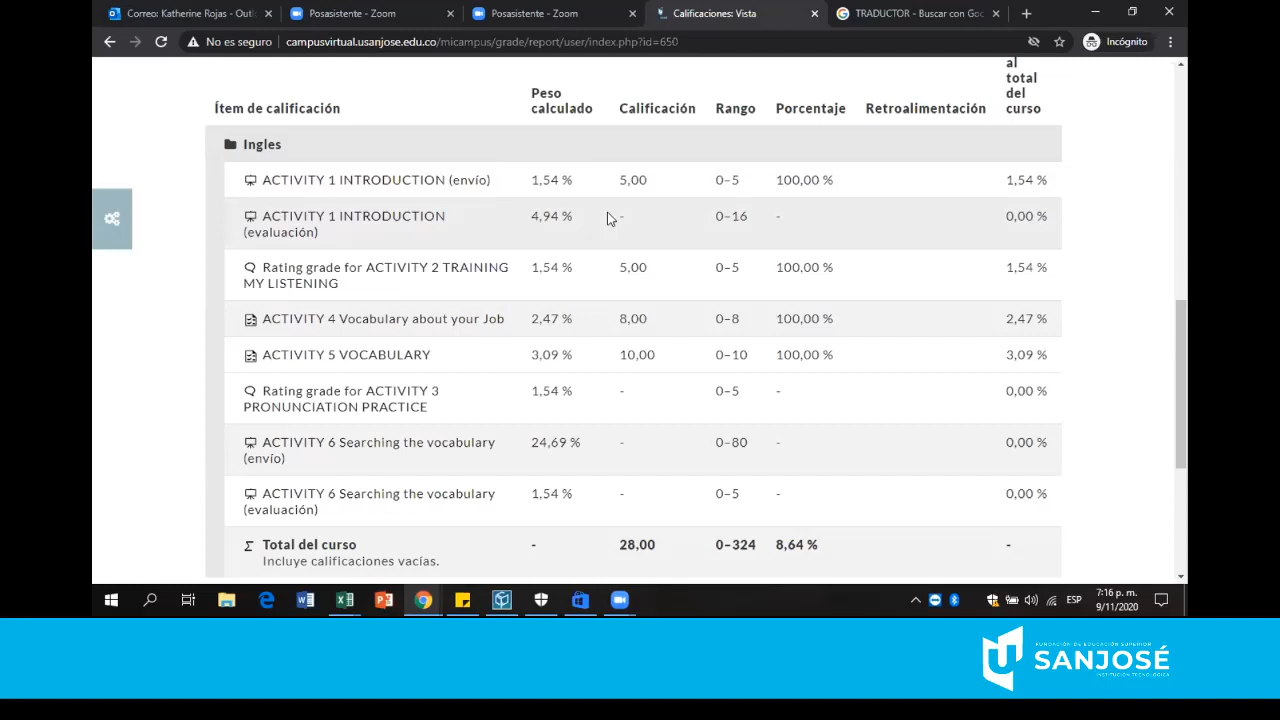 Correo: Katherine Rojas - Outl
Posasistente - Zoom
Posasistente - Zoom
Calificaciones: Vista
TRADUCTOR - Buscar con Goo
No es seguro
campusvirtual.usanjose.edu.co/micampus/grade/report/user/index.php?id=650
Incógnito
Ítem de calificación
Peso
calculado
Calificación
Rango
Porcentaje
Retroalimentación
al
total
del
curso
Ingles
ACTIVITY 1 INTRODUCTION (envío) 1,54 % 5,00 0–5 100,00 % 1,54 %
ACTIVITY 1 INTRODUCTION 4,94 % - 0–16 - 0,00 %
(evaluación)
Rating grade for ACTIVITY 2 TRAINING 1,54 % 5,00 0–5 100,00 % 1,54 %
MY LISTENING
ACTIVITY 4 Vocabulary about your Job 2,47 % 8,00 0–8 100,00 % 2,47 %
ACTIVITY 5 VOCABULARY 3,09 % 10,00 0–10 100,00 % 3,09 %
Rating grade for ACTIVITY 3 1,54 % - 0–5 - 0,00 %
PRONUNCIATION PRACTICE
ACTIVITY 6 Searching the vocabulary 24,69 % - 0–80 - 0,00 %
(envío)
ACTIVITY 6 Searching the vocabulary 1,54 % - 0–5 - 0,00 %
(evaluación)
Σ Total del curso - 28,00 0–324 8,64 % -
Incluye calificaciones vacías.
ESP
7:16 p. m.
9/11/2020
FUNDACIÓN DE EDUCACIÓN SUPERIOR
SANJOSÉ
INSTITUCIÓN TECNOLÓGICA